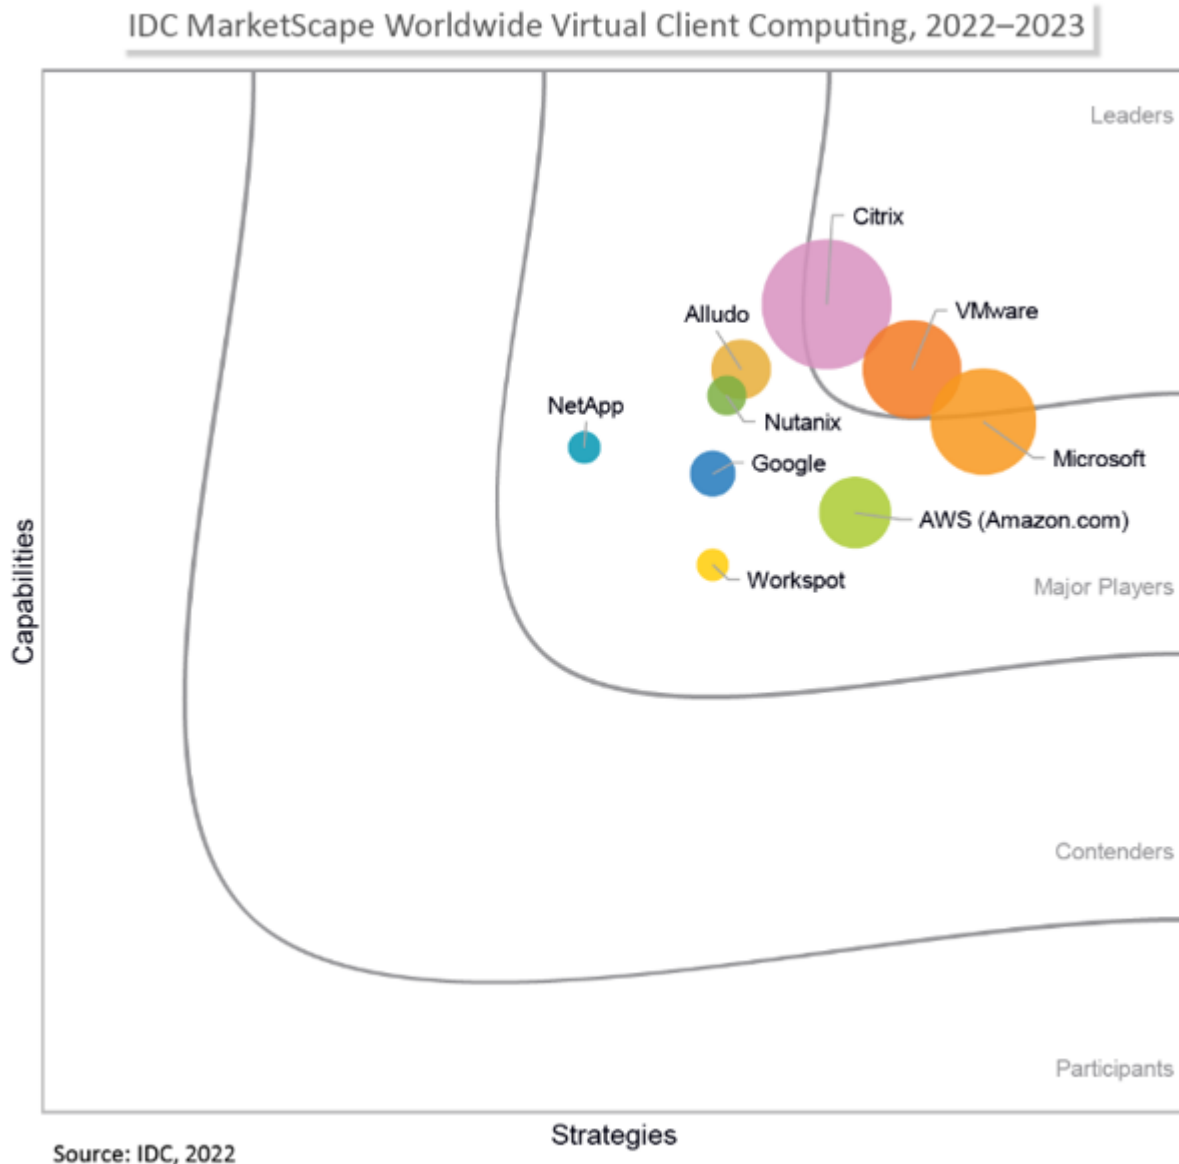 IDC MarketScape Worldwide Virtual Client Computing, 2022–2023
Leaders
Citrix
VMware
Alludo
NetApp
Nutanix
Microsoft
Google
AWS (Amazon.com)
Workspot
Major Players
Capabilities
Contenders
Participants
Strategies
Source: IDC, 2022